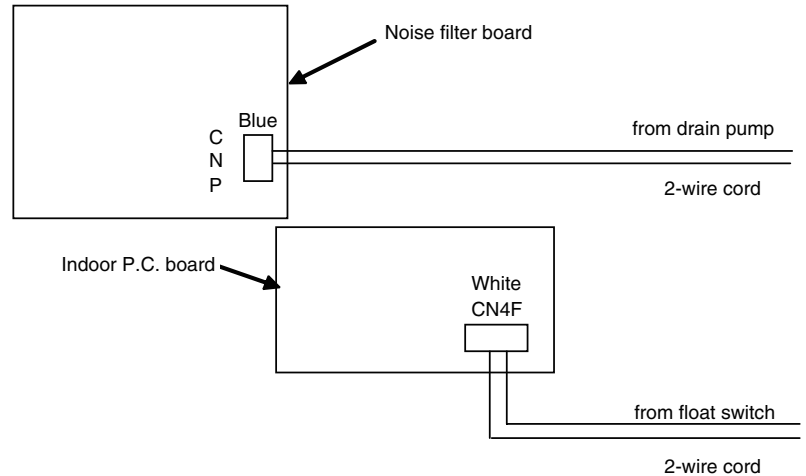 Noise filter board
Blue
CNP
from drain pump
2-wire cord
Indoor P.C. board
White
CN4F
from float switch
2-wire cord